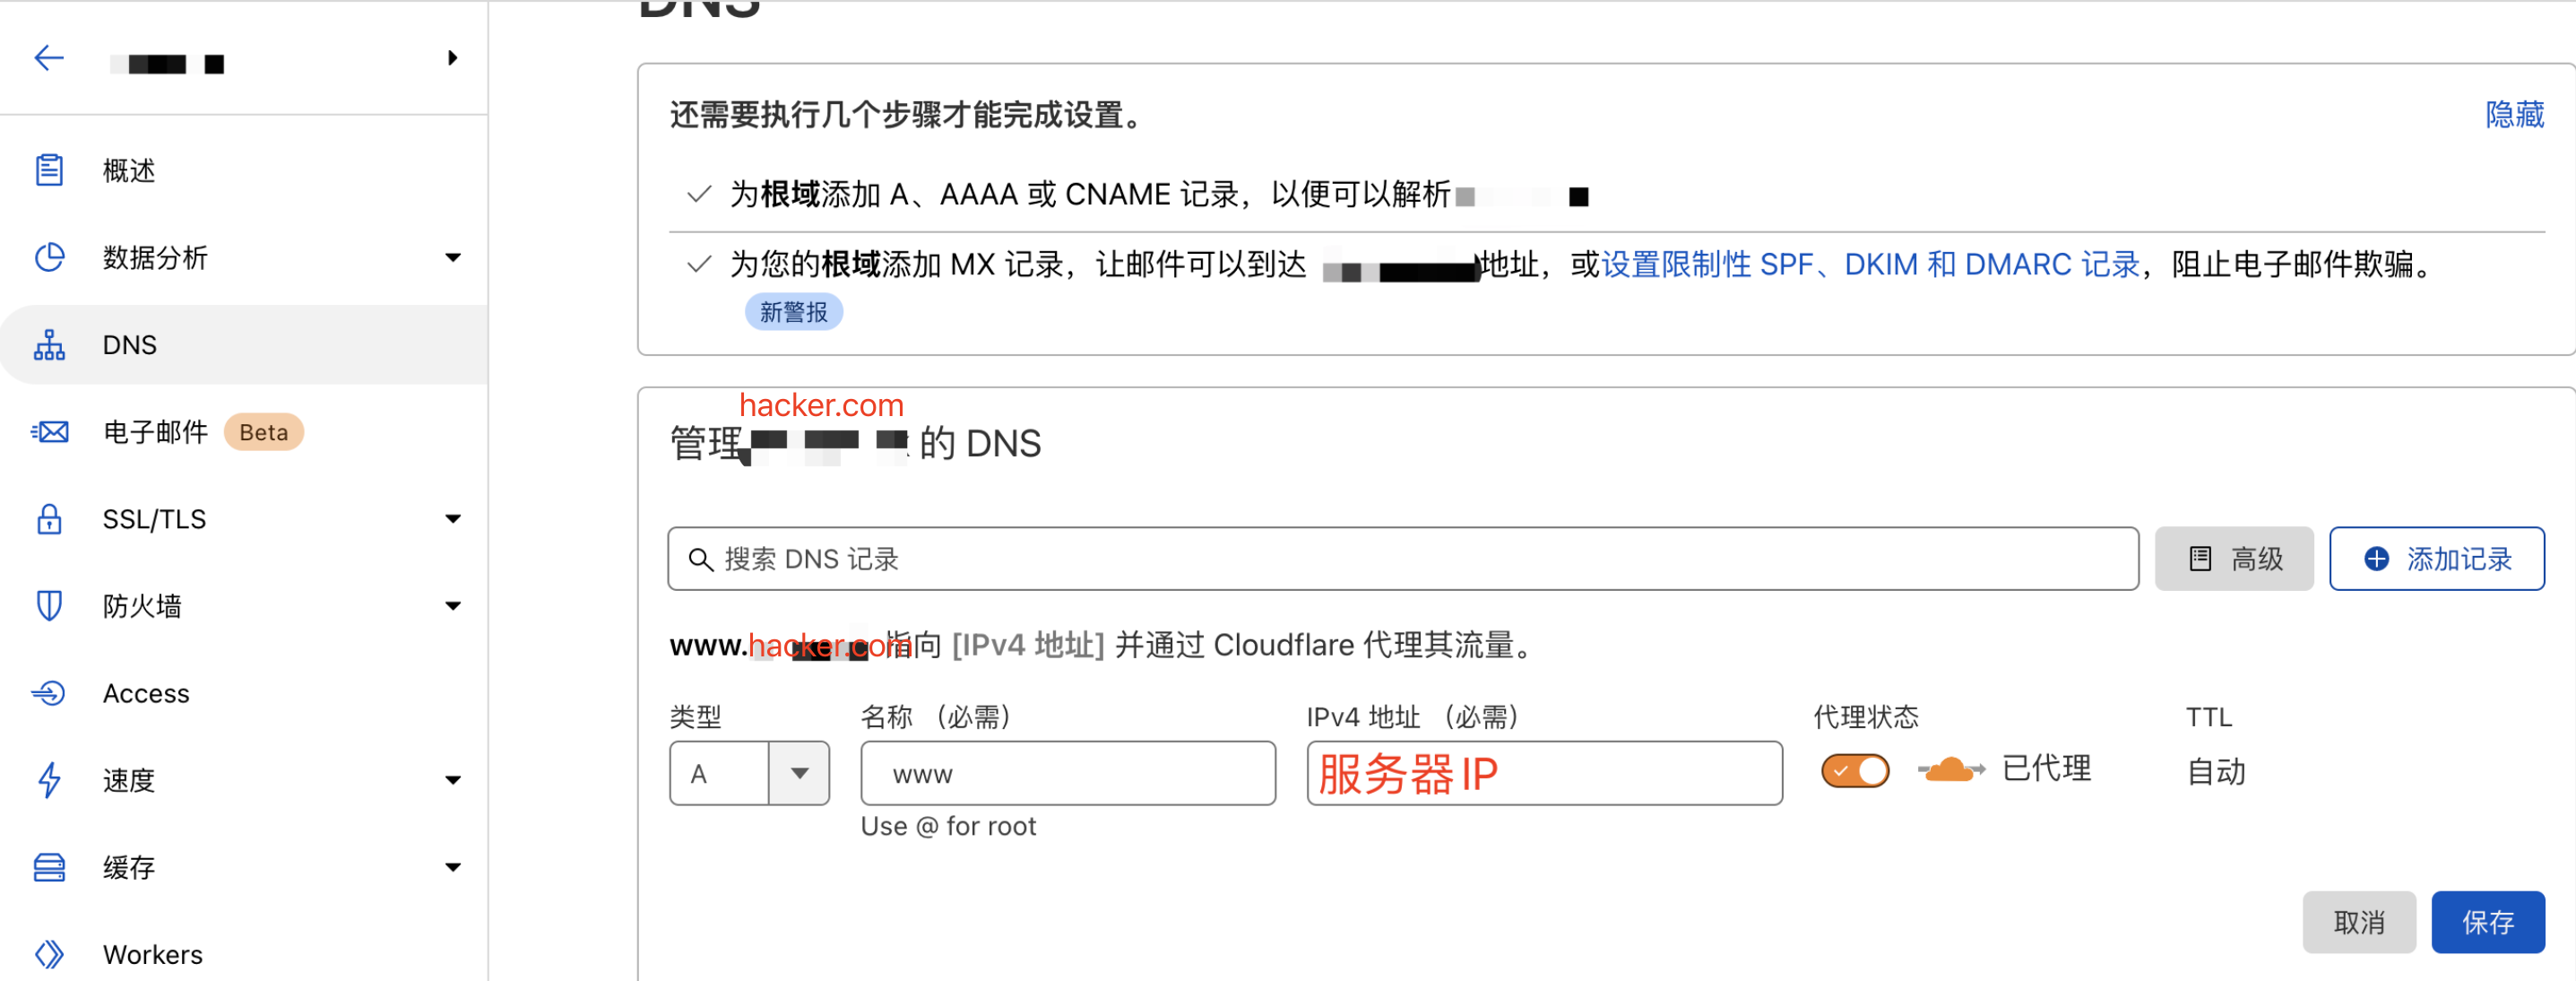 DNS
还需要执行几个步骤才能完成设置。
隐藏
为根域添加 A、AAAA 或 CNAME 记录，以便可以解析
为您的根域添加 MX 记录，让邮件可以到达 地址，或设置限制性 SPF、DKIM 和 DMARC 记录，阻止电子邮件欺骗。
新警报
概述
数据分析
DNS
电子邮件 Beta
SSL/TLS
防火墙
Access
速度
缓存
Workers
hacker.com
管理 的 DNS
搜索 DNS 记录
高级
添加记录
www.hacker.com 指向 [IPv4 地址] 并通过 Cloudflare 代理其流量。
类型 名称 （必需） IPv4 地址 （必需） 代理状态 TTL
A www 服务器IP 已代理 自动
Use @ for root
取消 保存